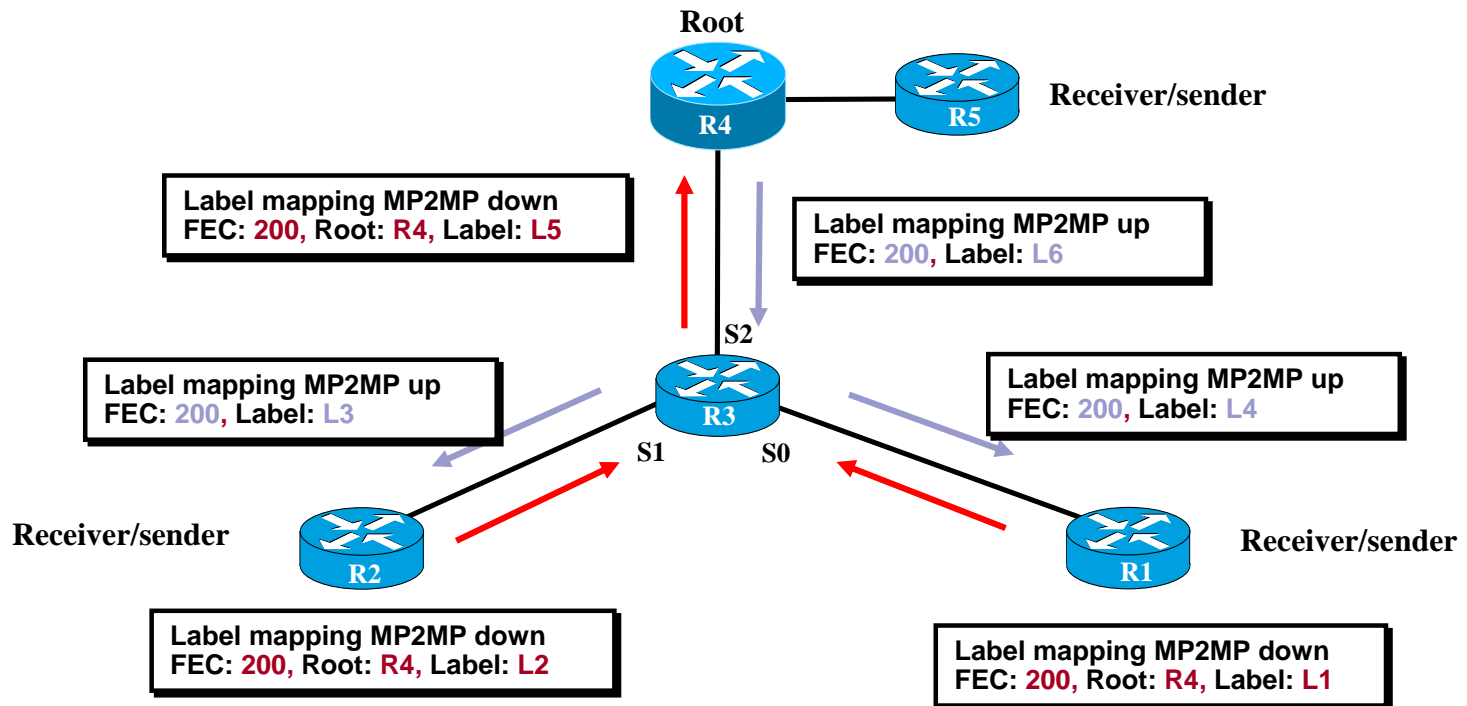 Root
R4
R5
Receiver/sender
Label mapping MP2MP down
FEC: 200, Root: R4, Label: L5
Label mapping MP2MP up
FEC: 200, Label: L6
S2
Label mapping MP2MP up
FEC: 200, Label: L3
Label mapping MP2MP up
FEC: 200, Label: L4
R3
S1
S0
Receiver/sender
R2
R1
Receiver/sender
Label mapping MP2MP down
FEC: 200, Root: R4, Label: L2
Label mapping MP2MP down
FEC: 200, Root: R4, Label: L1